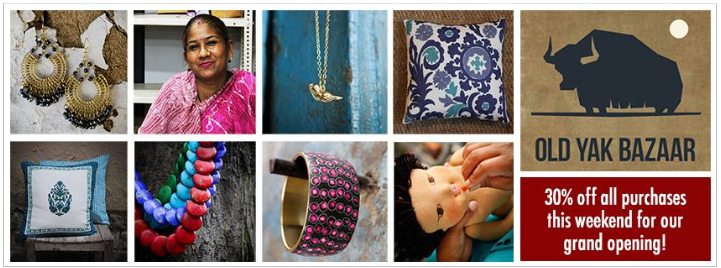 OLD YAK BAZAAR
30% off all purchases
this weekend for our
grand opening!